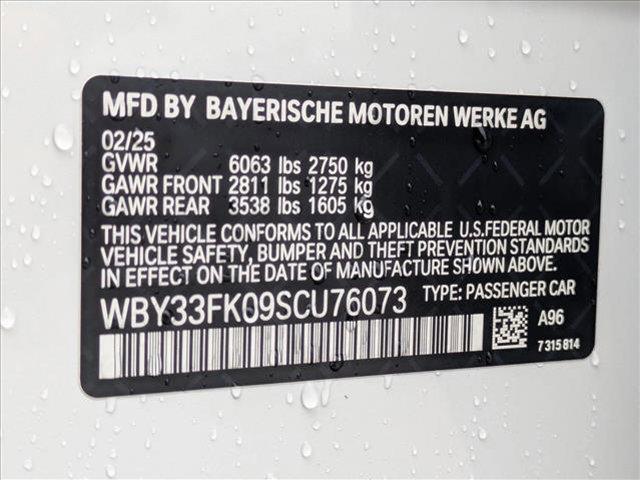 MFD BY BAYERISCHE MOTOREN WERKE AG
02/25
GVWR 6063 lbs 2750 kg
GAWR FRONT 2811 lbs 1275 kg
GAWR REAR 3538 lbs 1605 kg
THIS VEHICLE CONFORMS TO ALL APPLICABLE U.S.FEDERAL MOTOR
VEHICLE SAFETY, BUMPER AND THEFT PREVENTION STANDARDS
IN EFFECT ON THE DATE OF MANUFACTURE SHOWN ABOVE.
WBY33FK09SCU76073 TYPE: PASSENGER CAR
A96
7 315 814